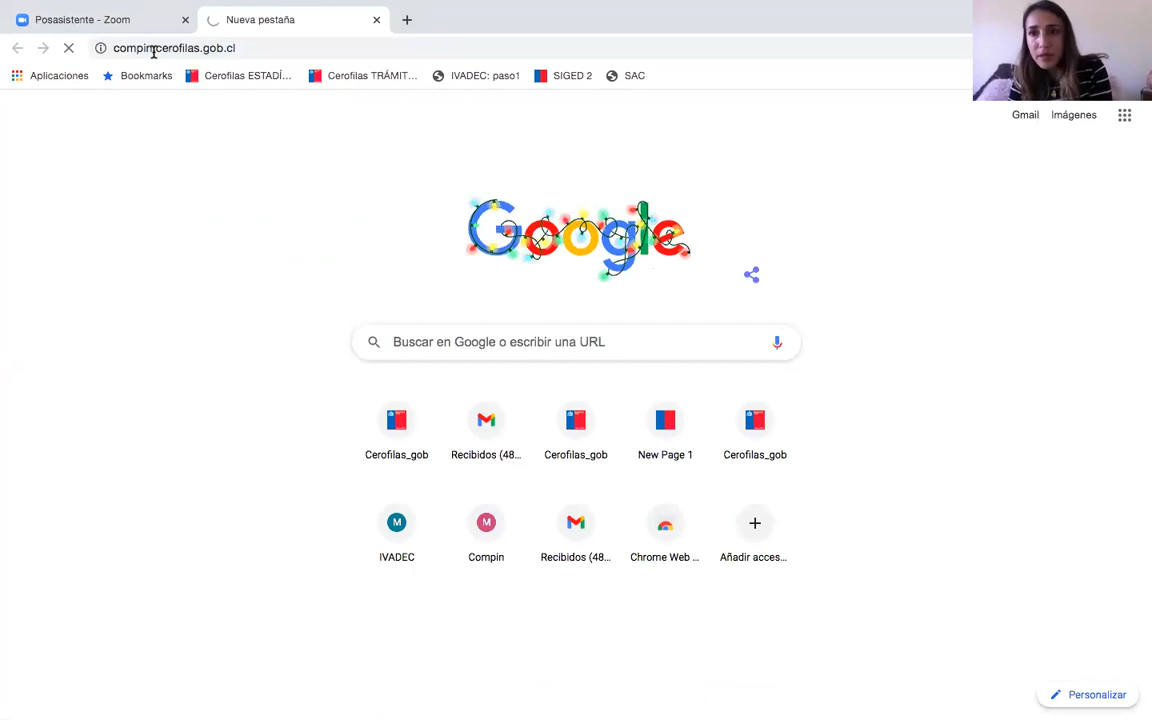 Posasistente - Zoom
Nueva pestaña
compin.cerofilas.gob.cl
Aplicaciones
Bookmarks
Cerofilas ESTADÍ...
Cerofilas TRÁMIT...
IVADEC: paso1
SIGED 2
SAC
Gmail
Imágenes
Google
Buscar en Google o escribir una URL
Cerofilas_gob
Recibidos (48...
Cerofilas_gob
New Page 1
Cerofilas_gob
M
M
IVADEC
Compin
Recibidos (48...
Chrome Web ...
Añadir acces...
Personalizar